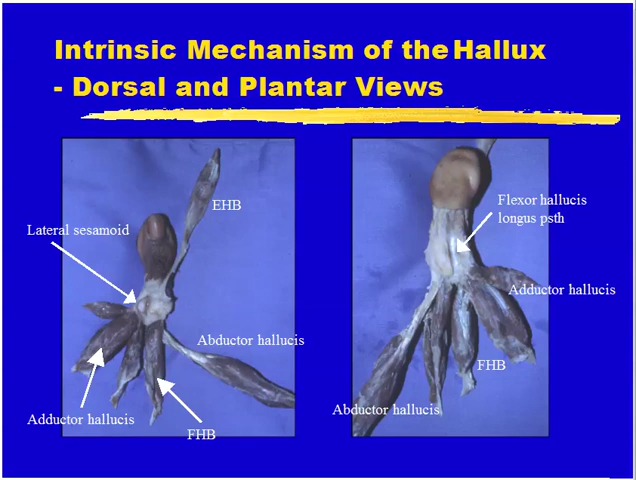 Intrinsic Mechanism of the Hallux
- Dorsal and Plantar Views
EHB
Lateral sesamoid
Abductor hallucis
Adductor hallucis
FHB
Flexor hallucis
longus psth
Adductor hallucis
FHB
Abductor hallucis